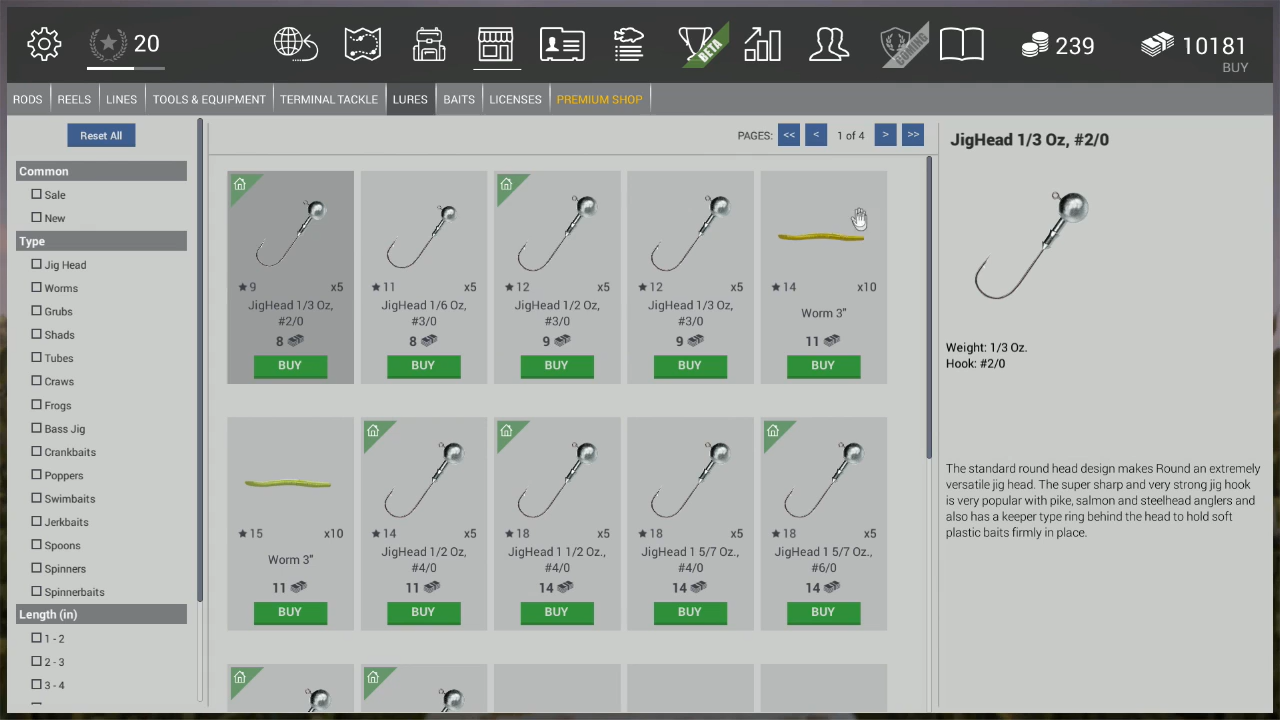 20
BETA
COMING
239
10181
BUY
RODS
REELS
LINES
TOOLS & EQUIPMENT
TERMINAL TACKLE
LURES
BAITS
LICENSES
PREMIUM SHOP
Reset All
PAGES: << < 1 of 4 > >>
JigHead 1/3 Oz, #2/0
Common
Sale
New
Type
Jig Head
Worms
Grubs
Shads
Tubes
Craws
Frogs
Bass Jig
Crankbaits
Poppers
Swimbaits
Jerkbaits
Spoons
Spinners
Spinnerbaits
Length (in)
1 - 2
2 - 3
3 - 4
9 x5
JigHead 1/3 Oz,
#2/0
8
BUY
11 x5
JigHead 1/6 Oz,
#3/0
8
BUY
12 x5
JigHead 1/2 Oz,
#3/0
9
BUY
12 x5
JigHead 1/3 Oz,
#3/0
9
BUY
14 x10
Worm 3"
11
BUY
15 x10
Worm 3"
11
BUY
14 x5
JigHead 1/2 Oz,
#4/0
11
BUY
18 x5
JigHead 1 1/2 Oz.,
#4/0
14
BUY
18 x5
JigHead 1 5/7 Oz.,
#4/0
14
BUY
18 x5
JigHead 1 5/7 Oz.,
#6/0
14
BUY
Weight: 1/3 Oz.
Hook: #2/0
The standard round head design makes Round an extremely
versatile jig head. The super sharp and very strong jig hook
is very popular with pike, salmon and steelhead anglers and
also has a keeper type ring behind the head to hold soft
plastic baits firmly in place.